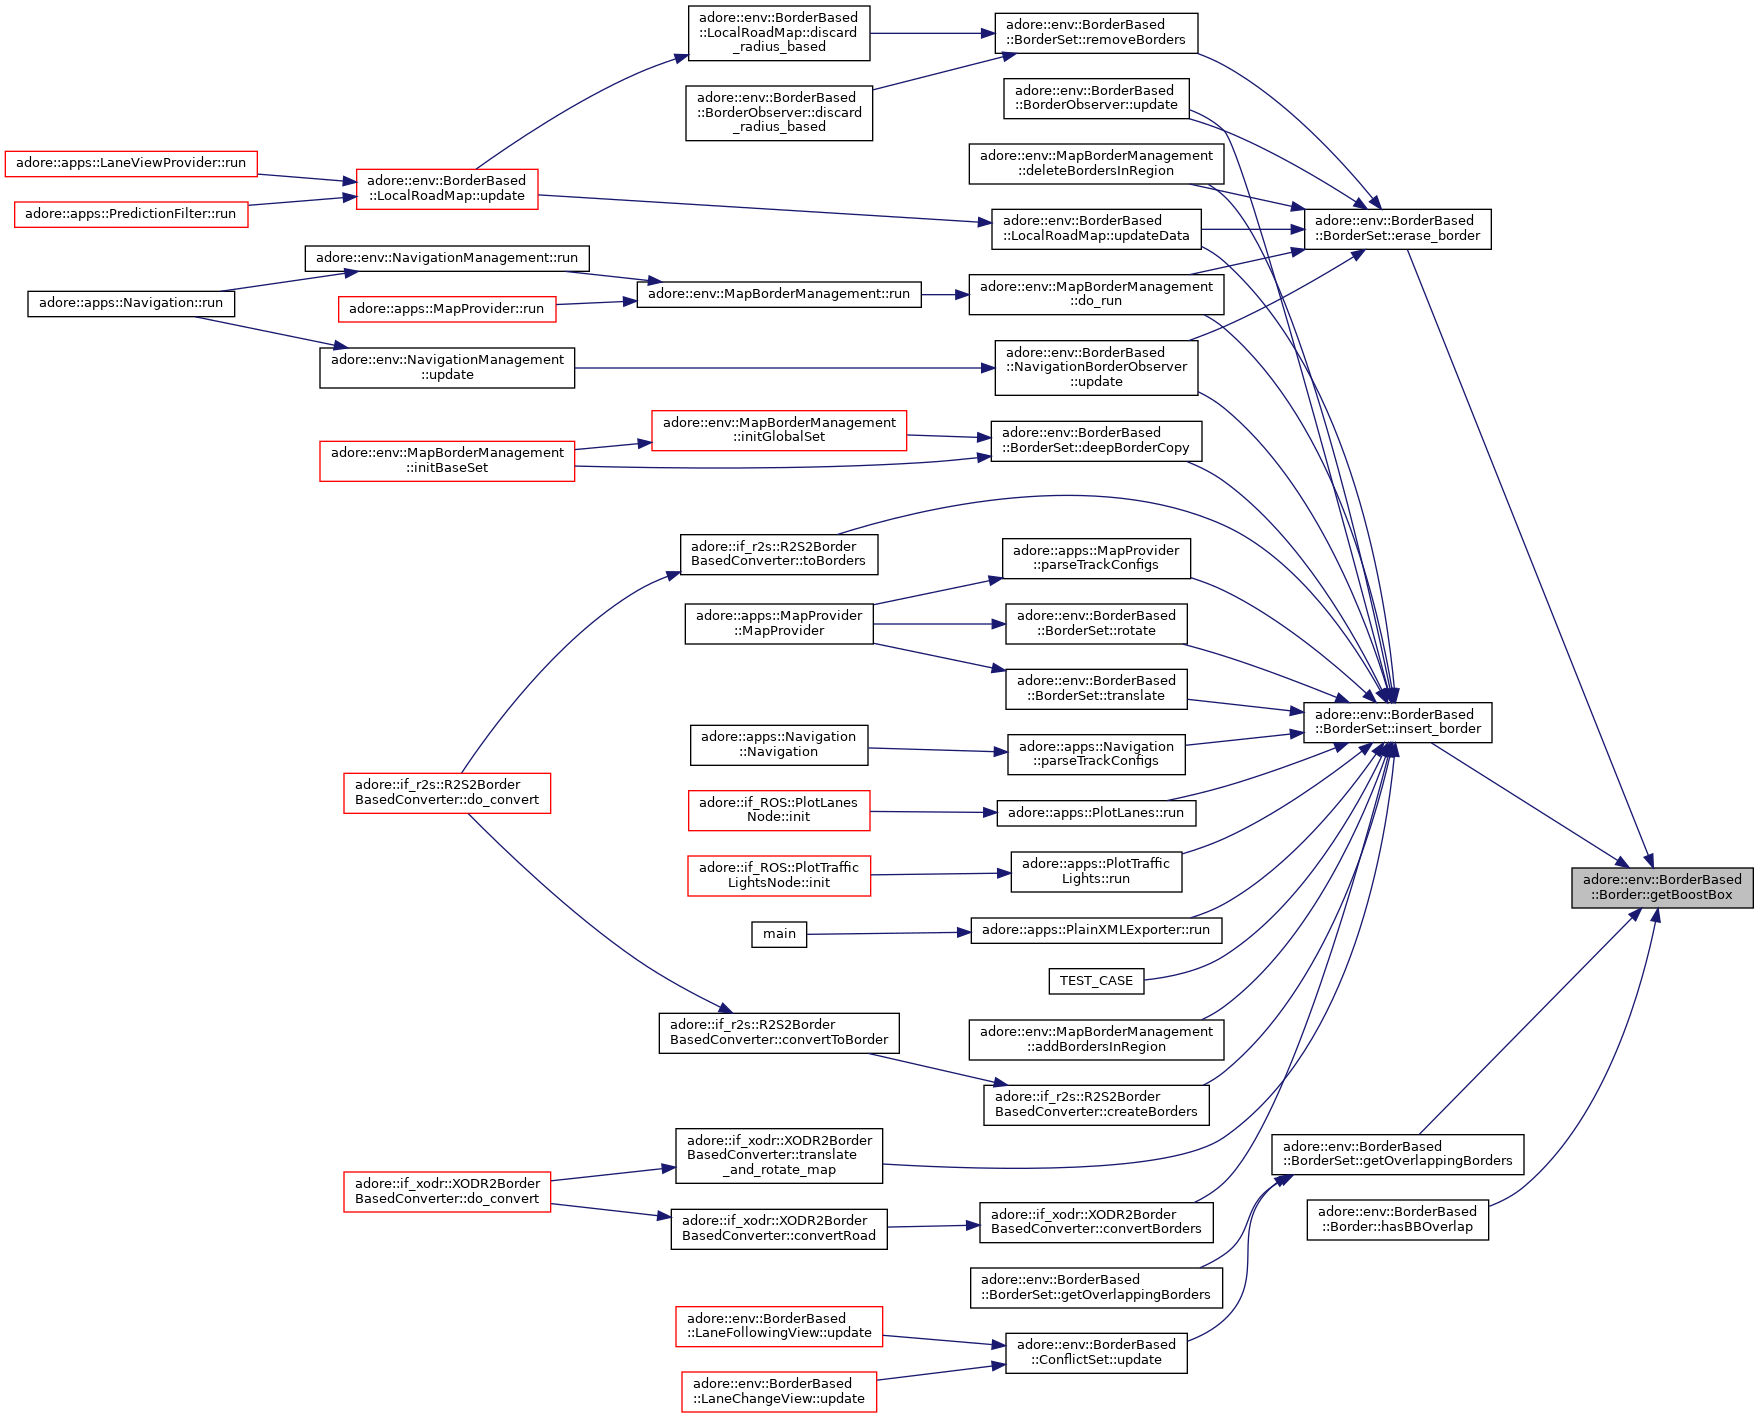 adore::env::BorderBased
::LocalRoadMap::discard
_radius_based
adore::env::BorderBased
::BorderSet::removeBorders
adore::env::BorderBased
::BorderObserver::discard
_radius_based
adore::env::BorderBased
::BorderObserver::update
adore::apps::LaneViewProvider::run
adore::env::MapBorderManagement
::deleteBordersInRegion
adore::env::BorderBased
::LocalRoadMap::update
adore::apps::PredictionFilter::run
adore::env::BorderBased
::LocalRoadMap::updateData
adore::env::BorderBased
::BorderSet::erase_border
adore::env::NavigationManagement::run
adore::apps::Navigation::run
adore::env::MapBorderManagement::run
adore::env::MapBorderManagement
::do_run
adore::apps::MapProvider::run
adore::env::NavigationManagement
::update
adore::env::BorderBased
::NavigationBorderObserver
::update
adore::env::MapBorderManagement
::initGlobalSet
adore::env::BorderBased
::BorderSet::deepBorderCopy
adore::env::MapBorderManagement
::initBaseSet
adore::if_r2s::R2S2Border
BasedConverter::toBorders
adore::apps::MapProvider
::parseTrackConfigs
adore::apps::MapProvider
::MapProvider
adore::env::BorderBased
::BorderSet::rotate
adore::env::BorderBased
::BorderSet::translate
adore::env::BorderBased
::BorderSet::insert_border
adore::apps::Navigation
::Navigation
adore::apps::Navigation
::parseTrackConfigs
adore::if_r2s::R2S2Border
BasedConverter::do_convert
adore::if_ROS::PlotLanes
Node::init
adore::apps::PlotLanes::run
adore::if_ROS::PlotTraffic
LightsNode::init
adore::apps::PlotTraffic
Lights::run
adore::env::BorderBased
::Border::getBoostBox
main
adore::apps::PlainXMLExporter::run
TEST_CASE
adore::if_r2s::R2S2Border
BasedConverter::convertToBorder
adore::env::MapBorderManagement
::addBordersInRegion
adore::if_r2s::R2S2Border
BasedConverter::createBorders
adore::if_xodr::XODR2Border
BasedConverter::translate
_and_rotate_map
adore::env::BorderBased
::BorderSet::getOverlappingBorders
adore::if_xodr::XODR2Border
BasedConverter::do_convert
adore::if_xodr::XODR2Border
BasedConverter::convertRoad
adore::if_xodr::XODR2Border
BasedConverter::convertBorders
adore::env::BorderBased
::Border::hasBBOverlap
adore::env::BorderBased
::BorderSet::getOverlappingBorders
adore::env::BorderBased
::LaneFollowingView::update
adore::env::BorderBased
::ConflictSet::update
adore::env::BorderBased
::LaneChangeView::update